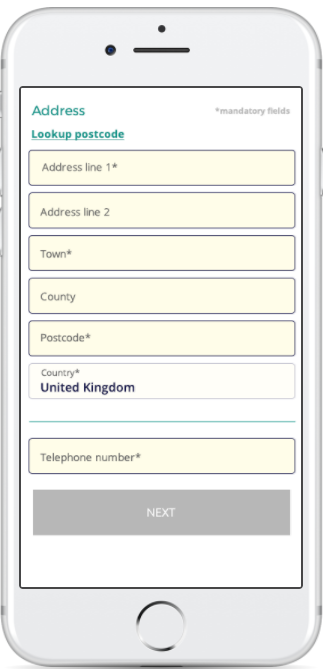 Address
*mandatory fields
Lookup postcode
Address line 1*
Address line 2
Town*
County
Postcode*
Country*
United Kingdom
Telephone number*
NEXT